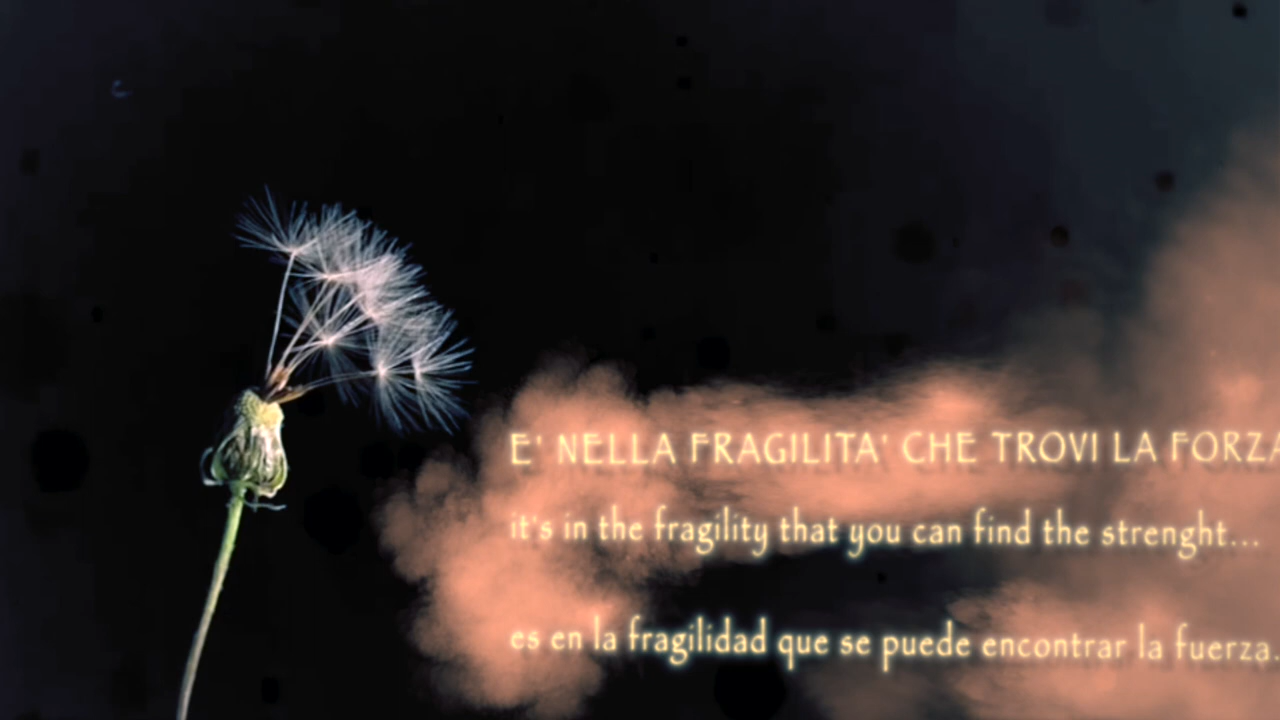 E' NELLA FRAGILITA' CHE TROVI LA FORZA
it's in the fragility that you can find the strenght...
es en la fragilidad que se puede encontrar la fuerza.